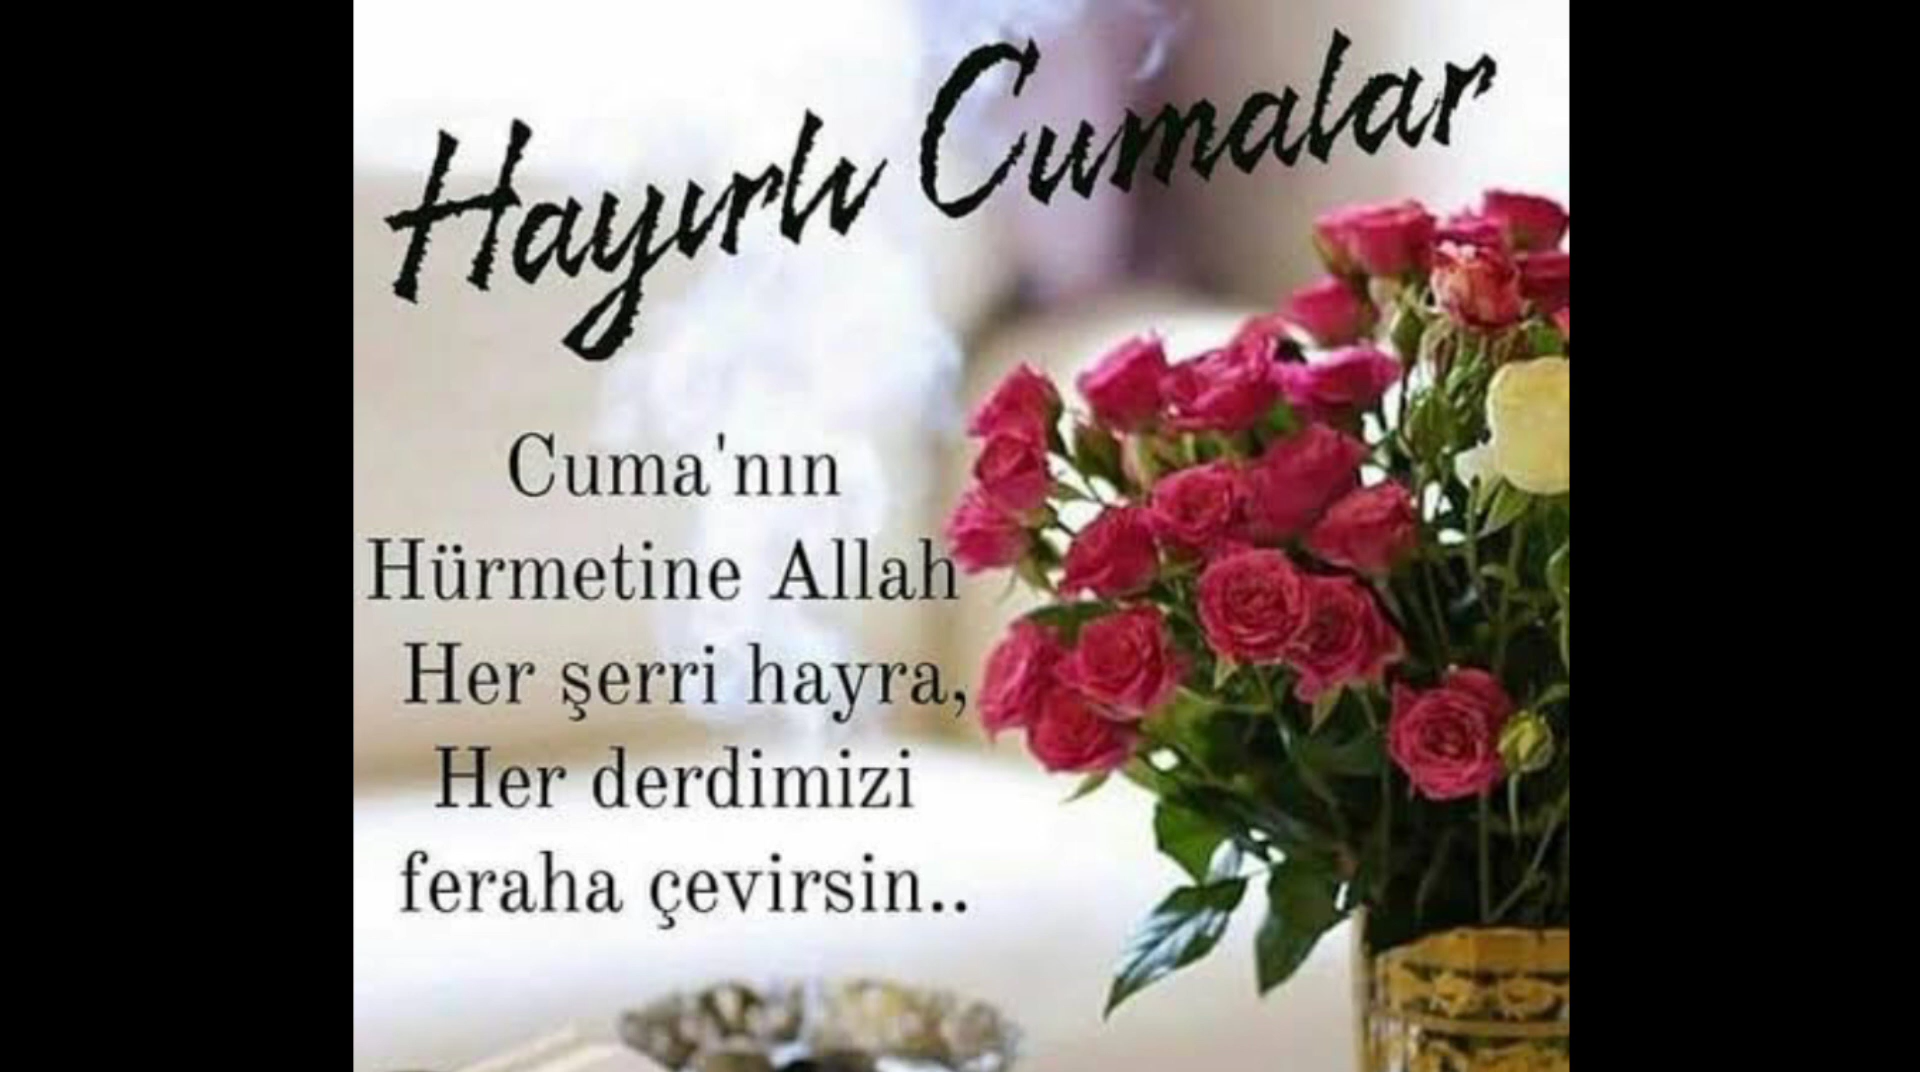 Hayırlı Cumalar
Cuma'nın
Hürmetine Allah
Her şerri hayra,
Her derdimizi
feraha çevirsin..